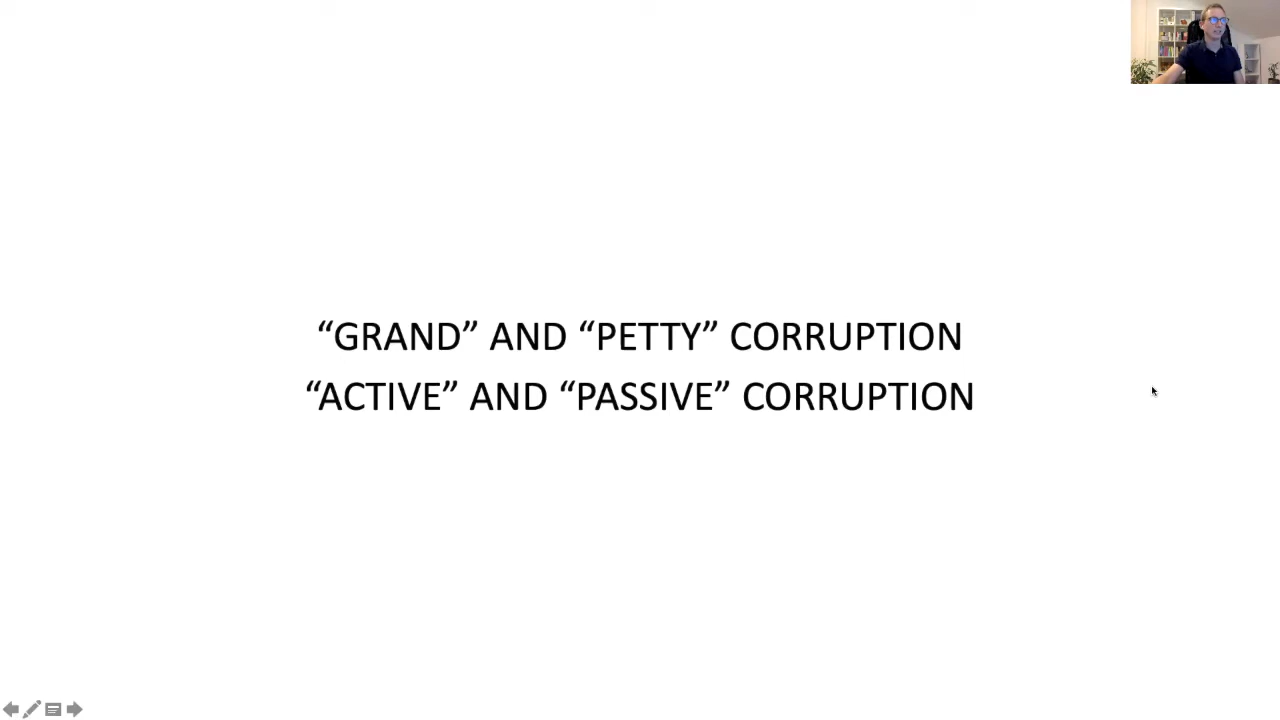 “GRAND” AND “PETTY” CORRUPTION
“ACTIVE” AND “PASSIVE” CORRUPTION